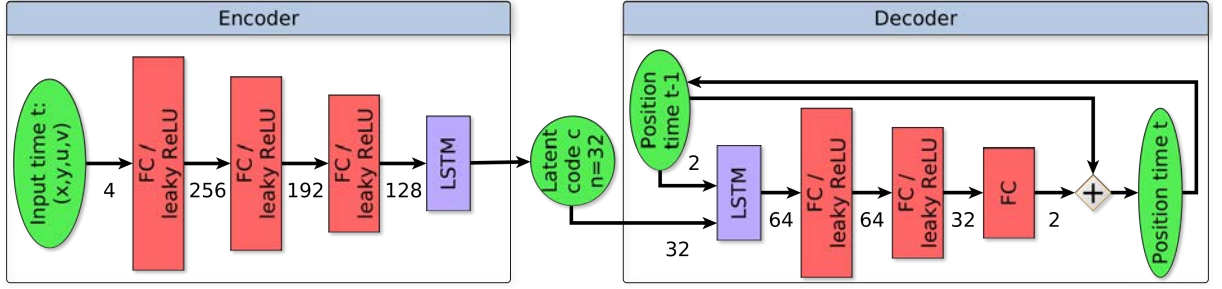 Encoder
Input time t:
(x,y,u,v)
4
FC /
leaky ReLU
256
FC /
leaky ReLU
192
FC /
leaky ReLU
128
LSTM
Latent
code c
n=32
Decoder
Position
time t-1
2
32
LSTM
64
FC /
leaky ReLU
64
FC /
leaky ReLU
32
FC
2
+
Position time t